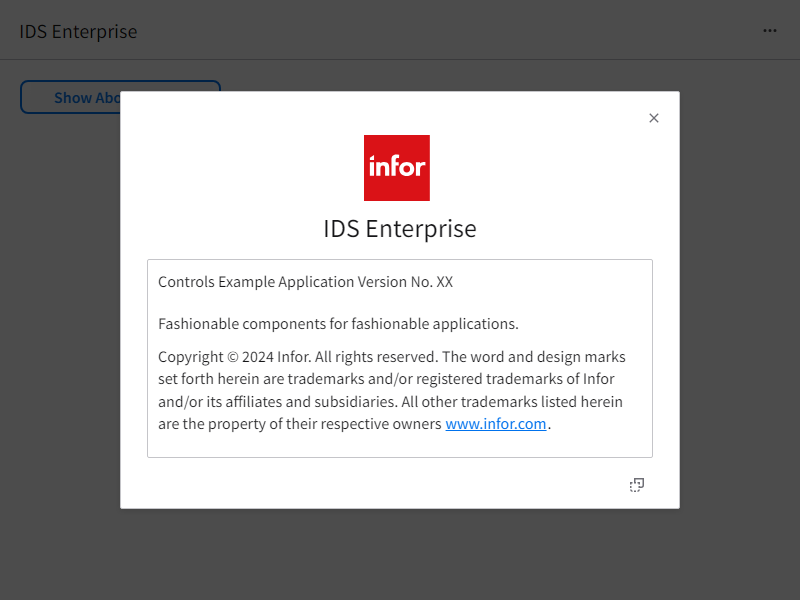 IDS Enterprise
Show Abo
infor
IDS Enterprise
Controls Example Application Version No. XX
Fashionable components for fashionable applications.
Copyright © 2024 Infor. All rights reserved. The word and design marks
set forth herein are trademarks and/or registered trademarks of Infor
and/or its affiliates and subsidiaries. All other trademarks listed herein
are the property of their respective owners www.infor.com.